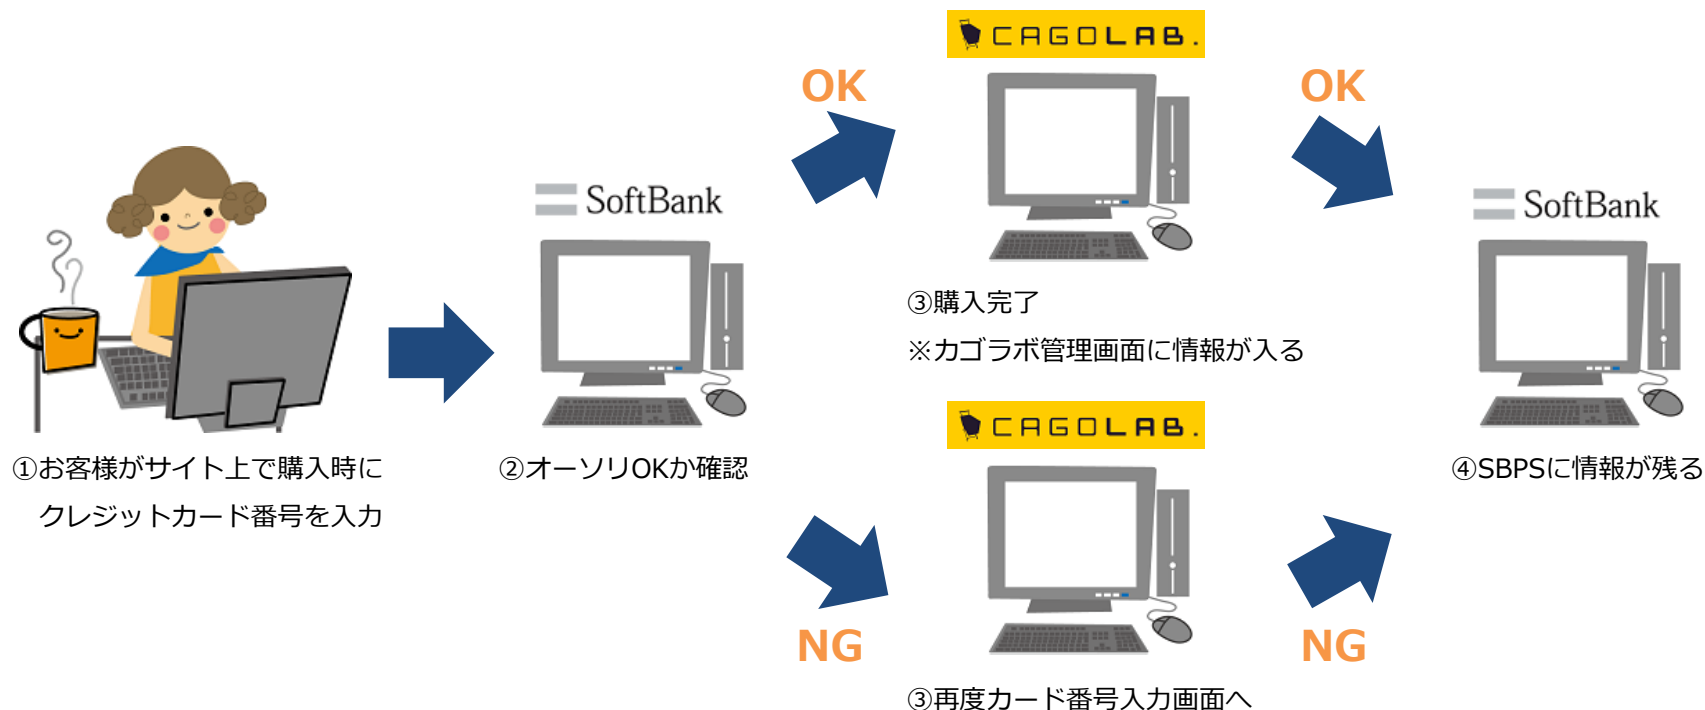 ①お客様がサイト上で購入時に
クレジットカード番号を入力
SoftBank
②オーソリOKか確認
OK
CAGOLAB.
③購入完了
※カゴラボ管理画面に情報が入る
OK
NG
CAGOLAB.
③再度カード番号入力画面へ
NG
SoftBank
④SBPSに情報が残る